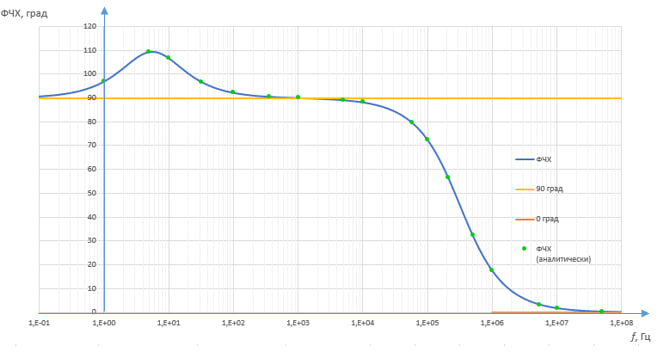 ФЧХ, град
120
110
100
90
80
70
60
50
40
30
20
10
0
ФЧХ
90 град
0 град
ФЧХ
(аналитически)
1,E-01 1,E+00 1,E+01 1,E+02 1,E+03 1,E+04 1,E+05 1,E+06 1,E+07 1,E+08
f, Гц